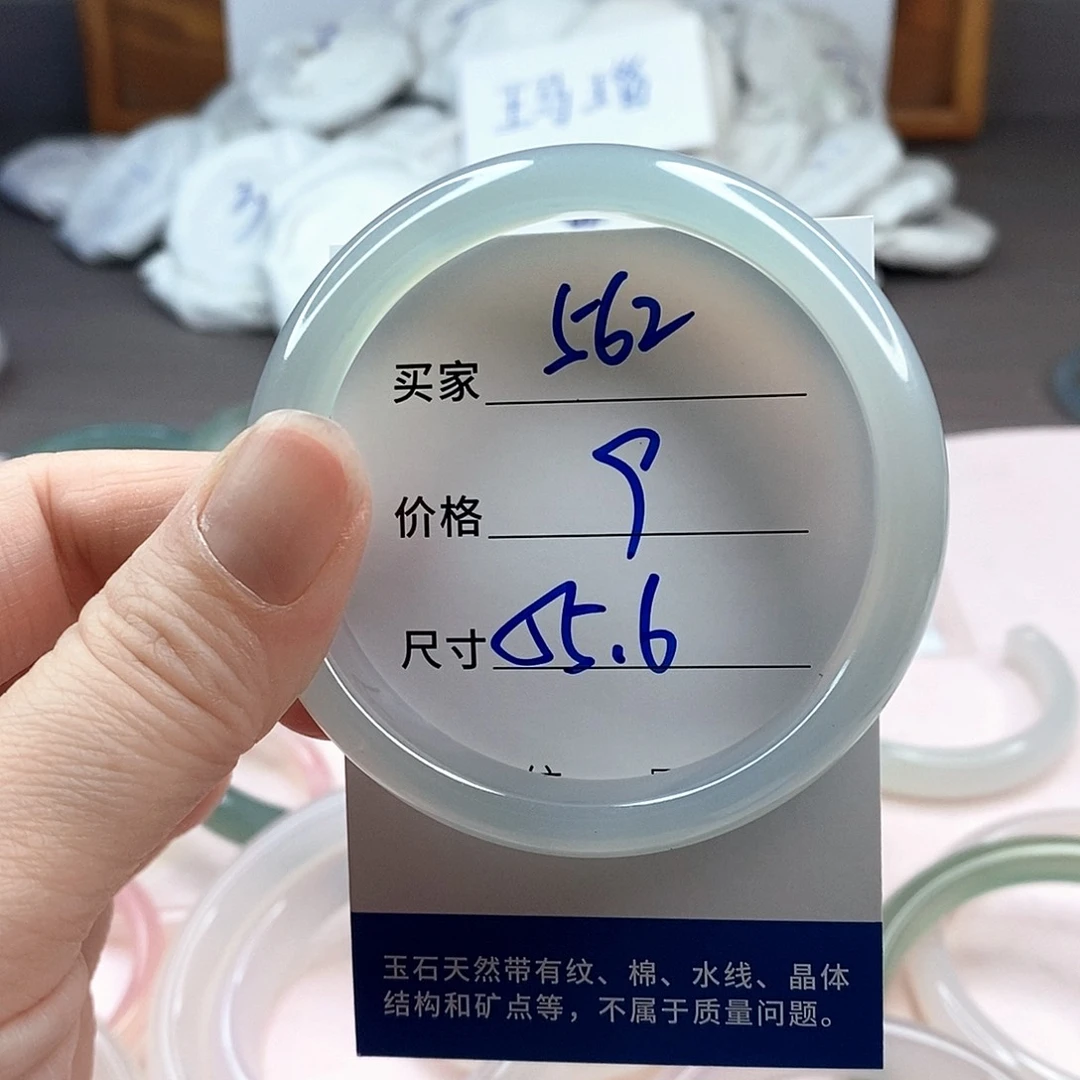 玛瑙
买家 562
价格 9
尺寸 55.6
玉石天然带有纹、棉、水线、晶体
结构和矿点等，不属于质量问题。